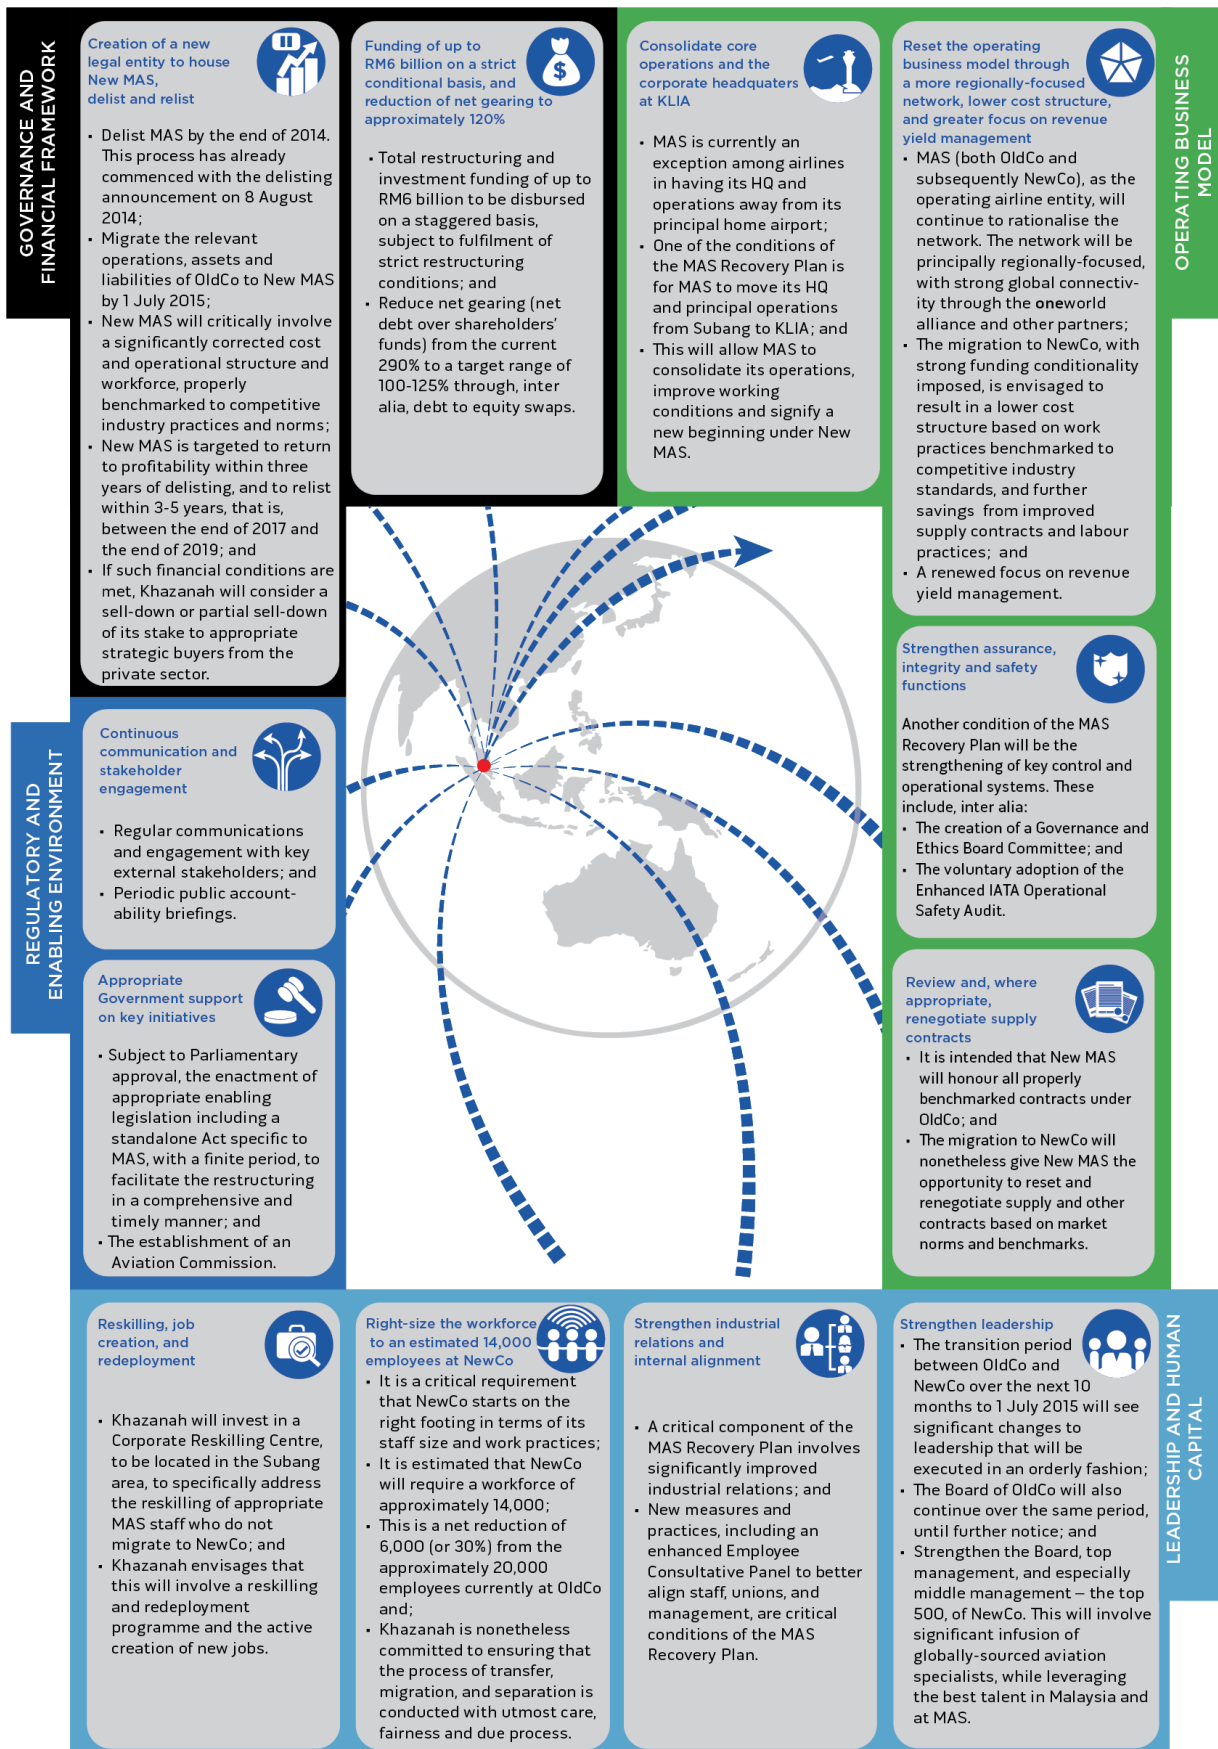 GOVERNANCE AND
FINANCIAL FRAMEWORK
Creation of a new
legal entity to house
New MAS,
delist and relist
• Delist MAS by the end of 2014.
This process has already
commenced with the delisting
announcement on 8 August
2014;
• Migrate the relevant
operations, assets and
liabilities of OldCo to New MAS
by 1 July 2015;
• New MAS will critically involve
a significantly corrected cost
and operational structure and
workforce, properly
benchmarked to competitive
industry practices and norms;
• New MAS is targeted to return
to profitability within three
years of delisting, and to relist
within 3-5 years, that is,
between the end of 2017 and
the end of 2019; and
• If such financial conditions are
met, Khazanah will consider a
sell-down or partial sell-down
of its stake to appropriate
strategic buyers from the
private sector.
Funding of up to
RM6 billion on a strict
conditional basis, and
reduction of net gearing to
approximately 120%
• Total restructuring and
investment funding of up to
RM6 billion to be disbursed
on a staggered basis,
subject to fulfilment of
strict restructuring
conditions; and
• Reduce net gearing (net
debt over shareholders'
funds) from the current
290% to a target range of
100-125% through, inter
alia, debt to equity swaps.
Consolidate core
operations and the
corporate headquaters
at KLIA
• MAS is currently an
exception among airlines
in having its HQ and
operations away from its
principal home airport;
• One of the conditions of
the MAS Recovery Plan is
for MAS to move its HQ
and principal operations
from Subang to KLIA; and
• This will allow MAS to
consolidate its operations,
improve working
conditions and signify a
new beginning under New
MAS.
OPERATING BUSINESS
MODEL
Reset the operating
business model through
a more regionally-focused
network, lower cost structure,
and greater focus on revenue
yield management
• MAS (both OldCo and
subsequently NewCo), as the
operating airline entity, will
continue to rationalise the
network. The network will be
principally regionally-focused,
with strong global connectiv-
ity through the oneworld
alliance and other partners;
• The migration to NewCo, with
strong funding conditionality
imposed, is envisaged to
result in a lower cost
structure based on work
practices benchmarked to
competitive industry
standards, and further
savings from improved
supply contracts and labour
practices; and
• A renewed focus on revenue
yield management.
Strengthen assurance,
integrity and safety
functions
Another condition of the MAS
Recovery Plan will be the
strengthening of key control and
operational systems. These
include, inter alia:
• The creation of a Governance and
Ethics Board Committee; and
• The voluntary adoption of the
Enhanced IATA Operational
Safety Audit.
Review and, where
appropriate,
renegotiate supply
contracts
• It is intended that New MAS
will honour all properly
benchmarked contracts under
OldCo; and
• The migration to NewCo will
nonetheless give New MAS the
opportunity to reset and
renegotiate supply and other
contracts based on market
norms and benchmarks.
REGULATORY AND
ENABLING ENVIRONMENT
Continuous
communication and
stakeholder
engagement
• Regular communications
and engagement with key
external stakeholders; and
• Periodic public account-
ability briefings.
Appropriate
Government support
on key initiatives
• Subject to Parliamentary
approval, the enactment of
appropriate enabling
legislation including a
standalone Act specific to
MAS, with a finite period, to
facilitate the restructuring
in a comprehensive and
timely manner; and
• The establishment of an
Aviation Commission.
Reskilling, job
creation, and
redeployment
• Khazanah will invest in a
Corporate Reskilling Centre,
to be located in the Subang
area, to specifically address
the reskilling of appropriate
MAS staff who do not
migrate to NewCo; and
• Khazanah envisages that
this will involve a reskilling
and redeployment
programme and the active
creation of new jobs.
Right-size the workforce
to an estimated 14,000
employees at NewCo
• It is a critical requirement
that NewCo starts on the
right footing in terms of its
staff size and work practices;
• It is estimated that NewCo
will require a workforce of
approximately 14,000;
• This is a net reduction of
6,000 (or 30%) from the
approximately 20,000
employees currently at OldCo
and;
• Khazanah is nonetheless
committed to ensuring that
the process of transfer,
migration, and separation is
conducted with utmost care,
fairness and due process.
Strengthen industrial
relations and
internal alignment
• A critical component of the
MAS Recovery Plan involves
significantly improved
industrial relations; and
• New measures and
practices, including an
enhanced Employee
Consultative Panel to better
align staff, unions, and
management, are critical
conditions of the MAS
Recovery Plan.
LEADERSHIP AND HUMAN
CAPITAL
Strengthen leadership
• The transition period
between OldCo and
NewCo over the next 10
months to 1 July 2015 will see
significant changes to
leadership that will be
executed in an orderly fashion;
• The Board of OldCo will also
continue over the same period,
until further notice; and
• Strengthen the Board, top
management, and especially
middle management – the top
500, of NewCo. This will involve
significant infusion of
globally-sourced aviation
specialists, while leveraging
the best talent in Malaysia and
at MAS.